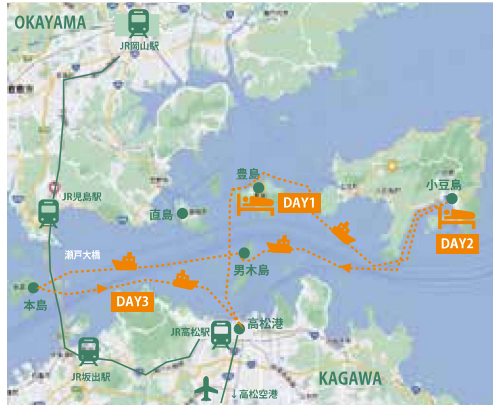 OKAYAMA
JR岡山駅
JR児島駅
豊島
DAY1
小豆島
直島
DAY2
瀬戸大橋
男木島
本島
DAY3
JR高松駅
高松港
JR坂出駅
KAGAWA
↓高松空港